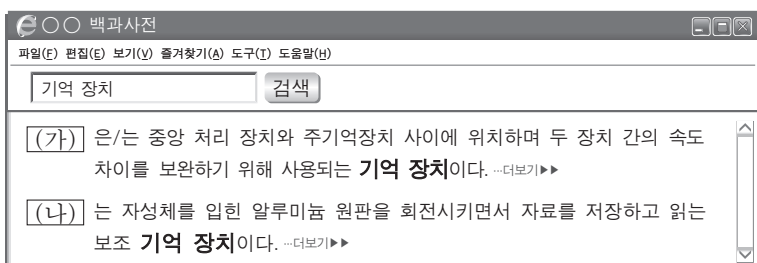 ○○ 백과사전
파일(F) 편집(E) 보기(V) 즐겨찾기(A) 도구(T) 도움말(H)
기억 장치 검색
(가) 은/는 중앙 처리 장치와 주기억장치 사이에 위치하며 두 장치 간의 속도
차이를 보완하기 위해 사용되는 기억 장치이다. …더보기▶▶
(나) 는 자성체를 입힌 알루미늄 원판을 회전시키면서 자료를 저장하고 읽는
보조 기억 장치이다. …더보기▶▶